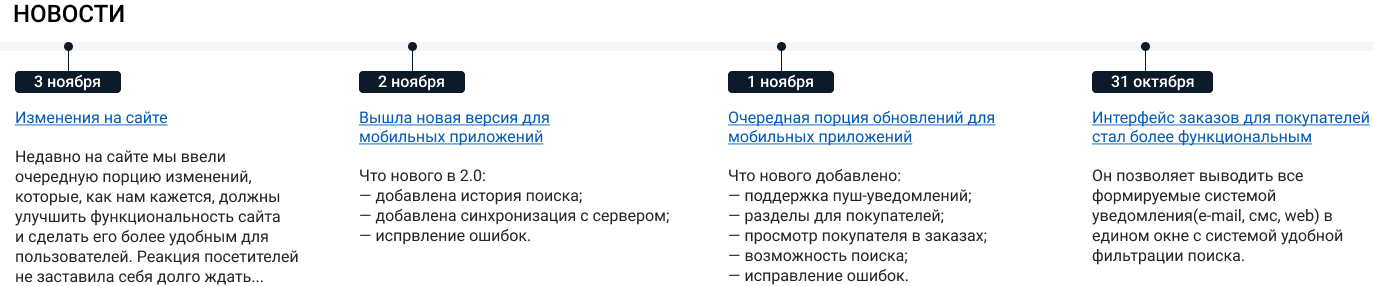 НОВОСТИ
3 ноября
Изменения на сайте
Недавно на сайте мы ввели
очередную порцию изменений,
которые, как нам кажется, должны
улучшить функциональность сайта
и сделать его более удобным для
пользователей. Реакция посетителей
не заставила себя долго ждать...
2 ноября
Вышла новая версия для
мобильных приложений
Что нового в 2.0:
— добавлена история поиска;
— добавлена синхронизация с сервером;
— испрвление ошибок.
1 ноября
Очередная порция обновлений для
мобильных приложений
Что нового добавлено:
— поддержка пуш-уведомлений;
— разделы для покупателей;
— просмотр покупателя в заказах;
— возможность поиска;
— исправление ошибок.
31 октября
Интерфейс заказов для покупателей
стал более функциональным
Он позволяет выводить все
формируемые системой
уведомления(e-mail, смс, web) в
едином окне с системой удобной
фильтрации поиска.